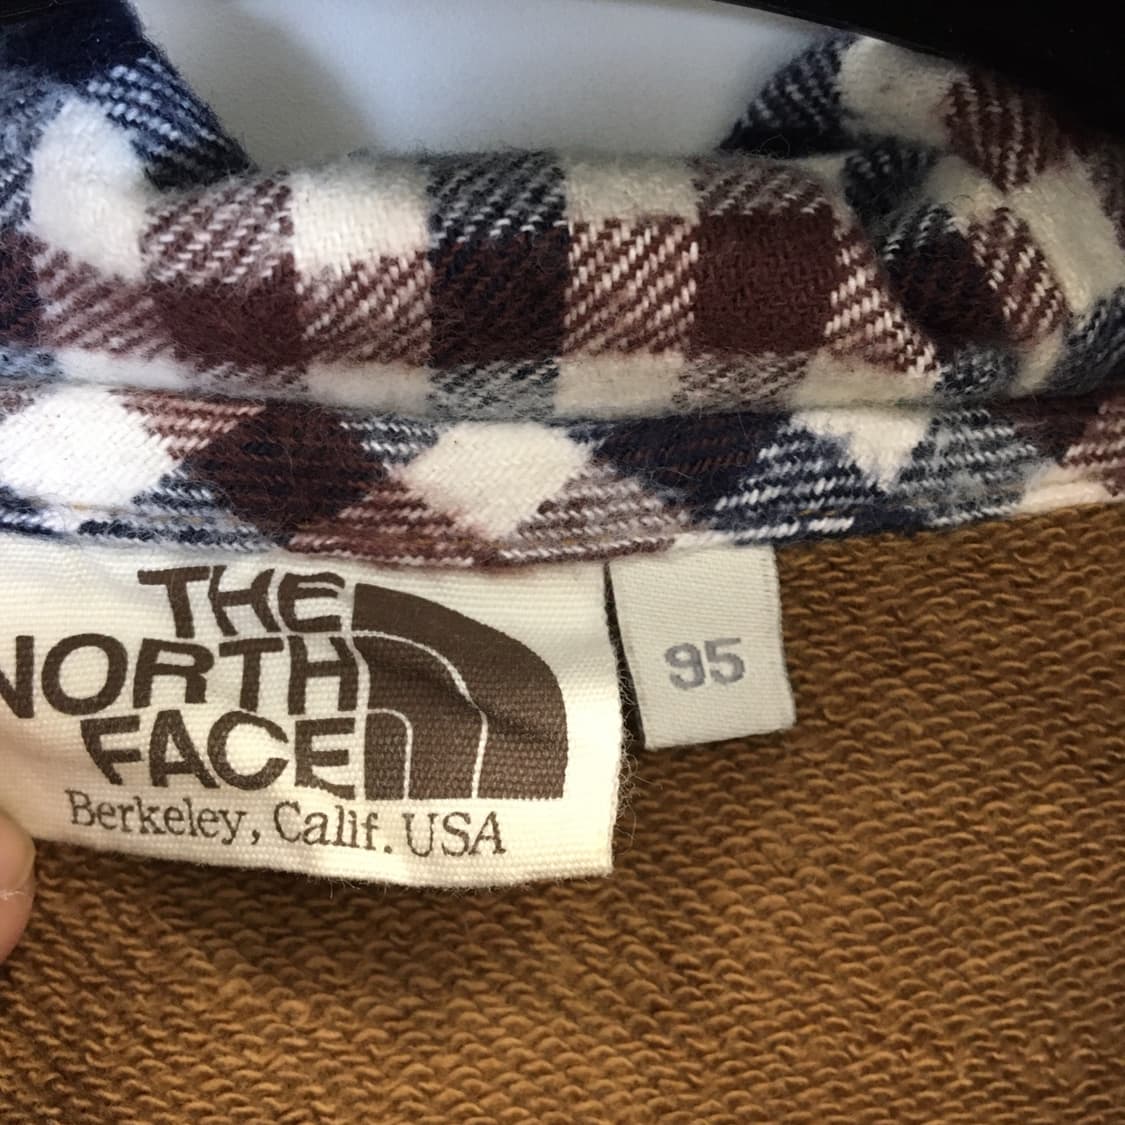 THE
NORTH
FACE
Berkeley, Calif. USA
95